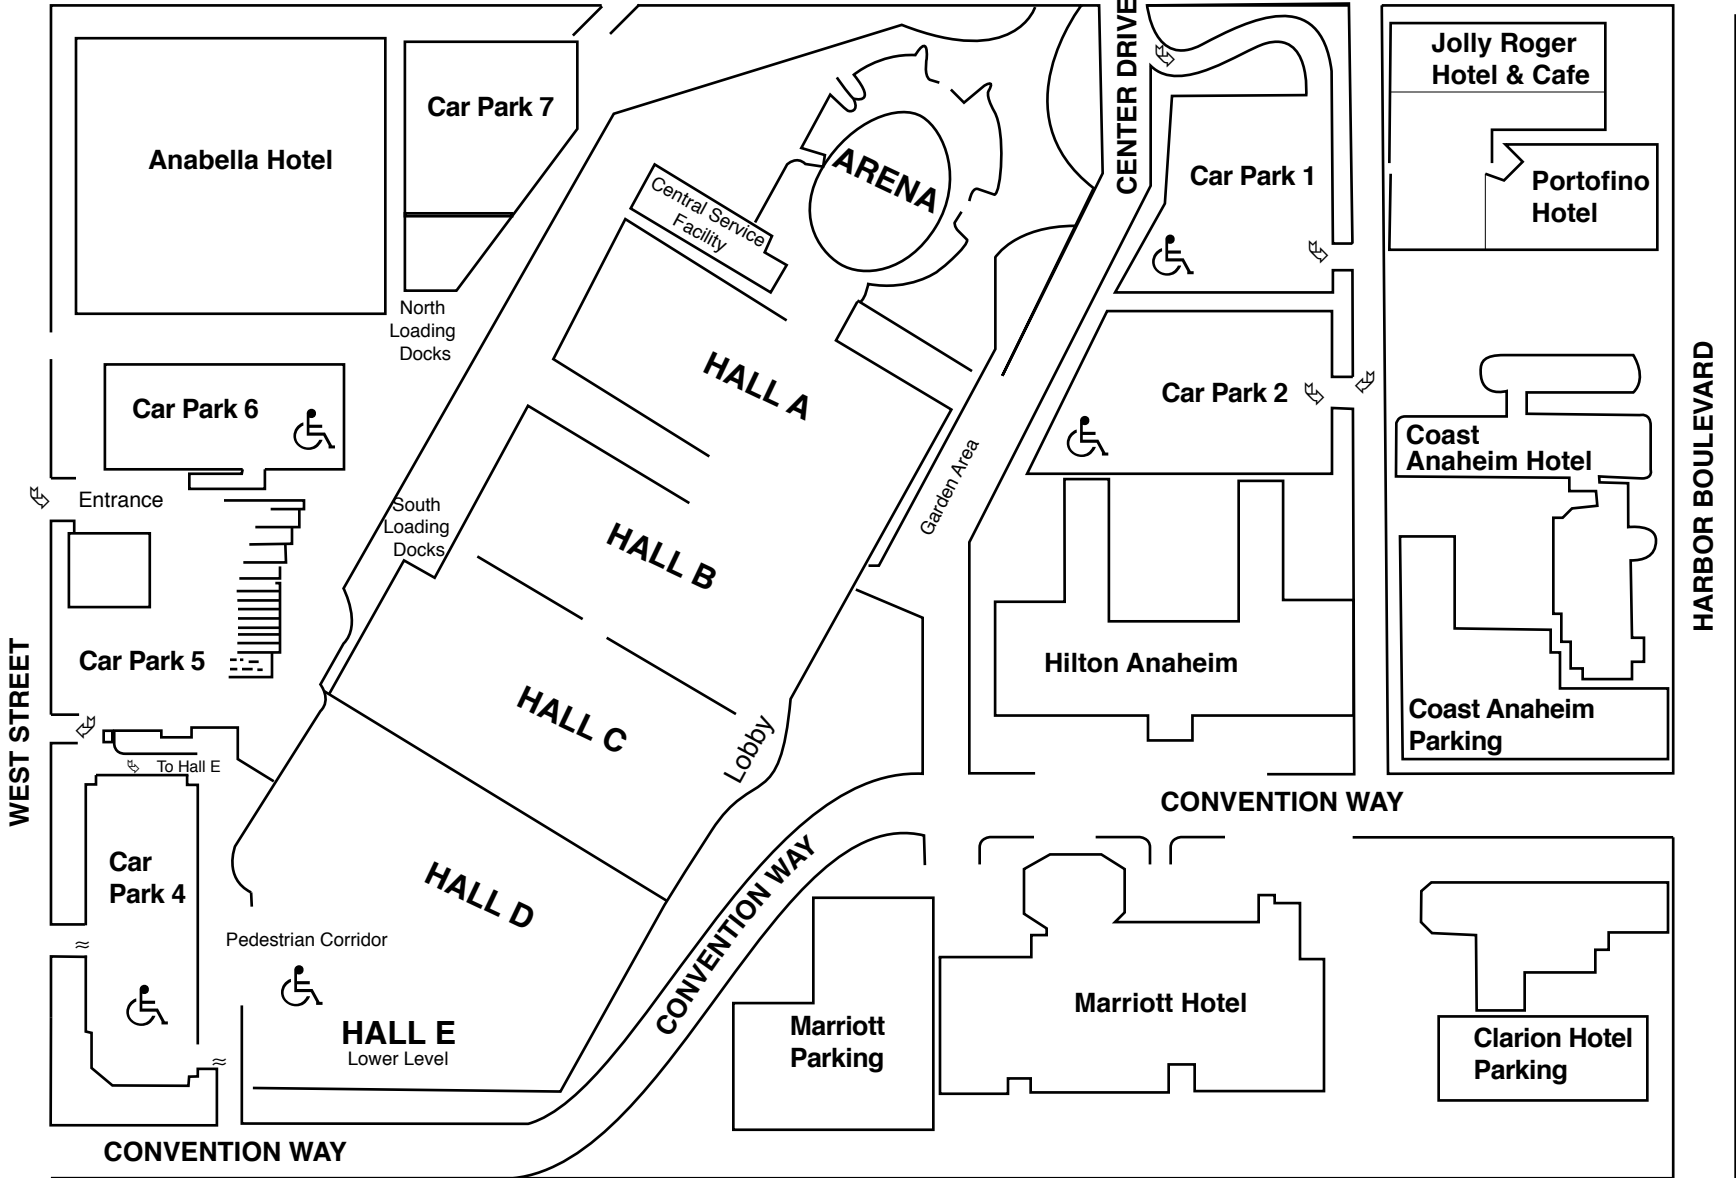 CENTER DRIVE
Jolly Roger
Hotel & Cafe
Car Park 7
Anabella Hotel
ARENA
Car Park 1
Portofino
Hotel
Central Service
Facility
North
Loading
Docks
HALL A
Car Park 2
Car Park 6
Coast
Anaheim Hotel
HARBOR BOULEVARD
Garden Area
Entrance
South
Loading
Docks
HALL B
Car Park 5
Hilton Anaheim
WEST STREET
HALL C
Lobby
Coast Anaheim
Parking
To Hall E
CONVENTION WAY
Car
Park 4
HALL D
CONVENTION WAY
Pedestrian Corridor
Marriott Hotel
HALL E
Lower Level
Marriott
Parking
Clarion Hotel
Parking
CONVENTION WAY